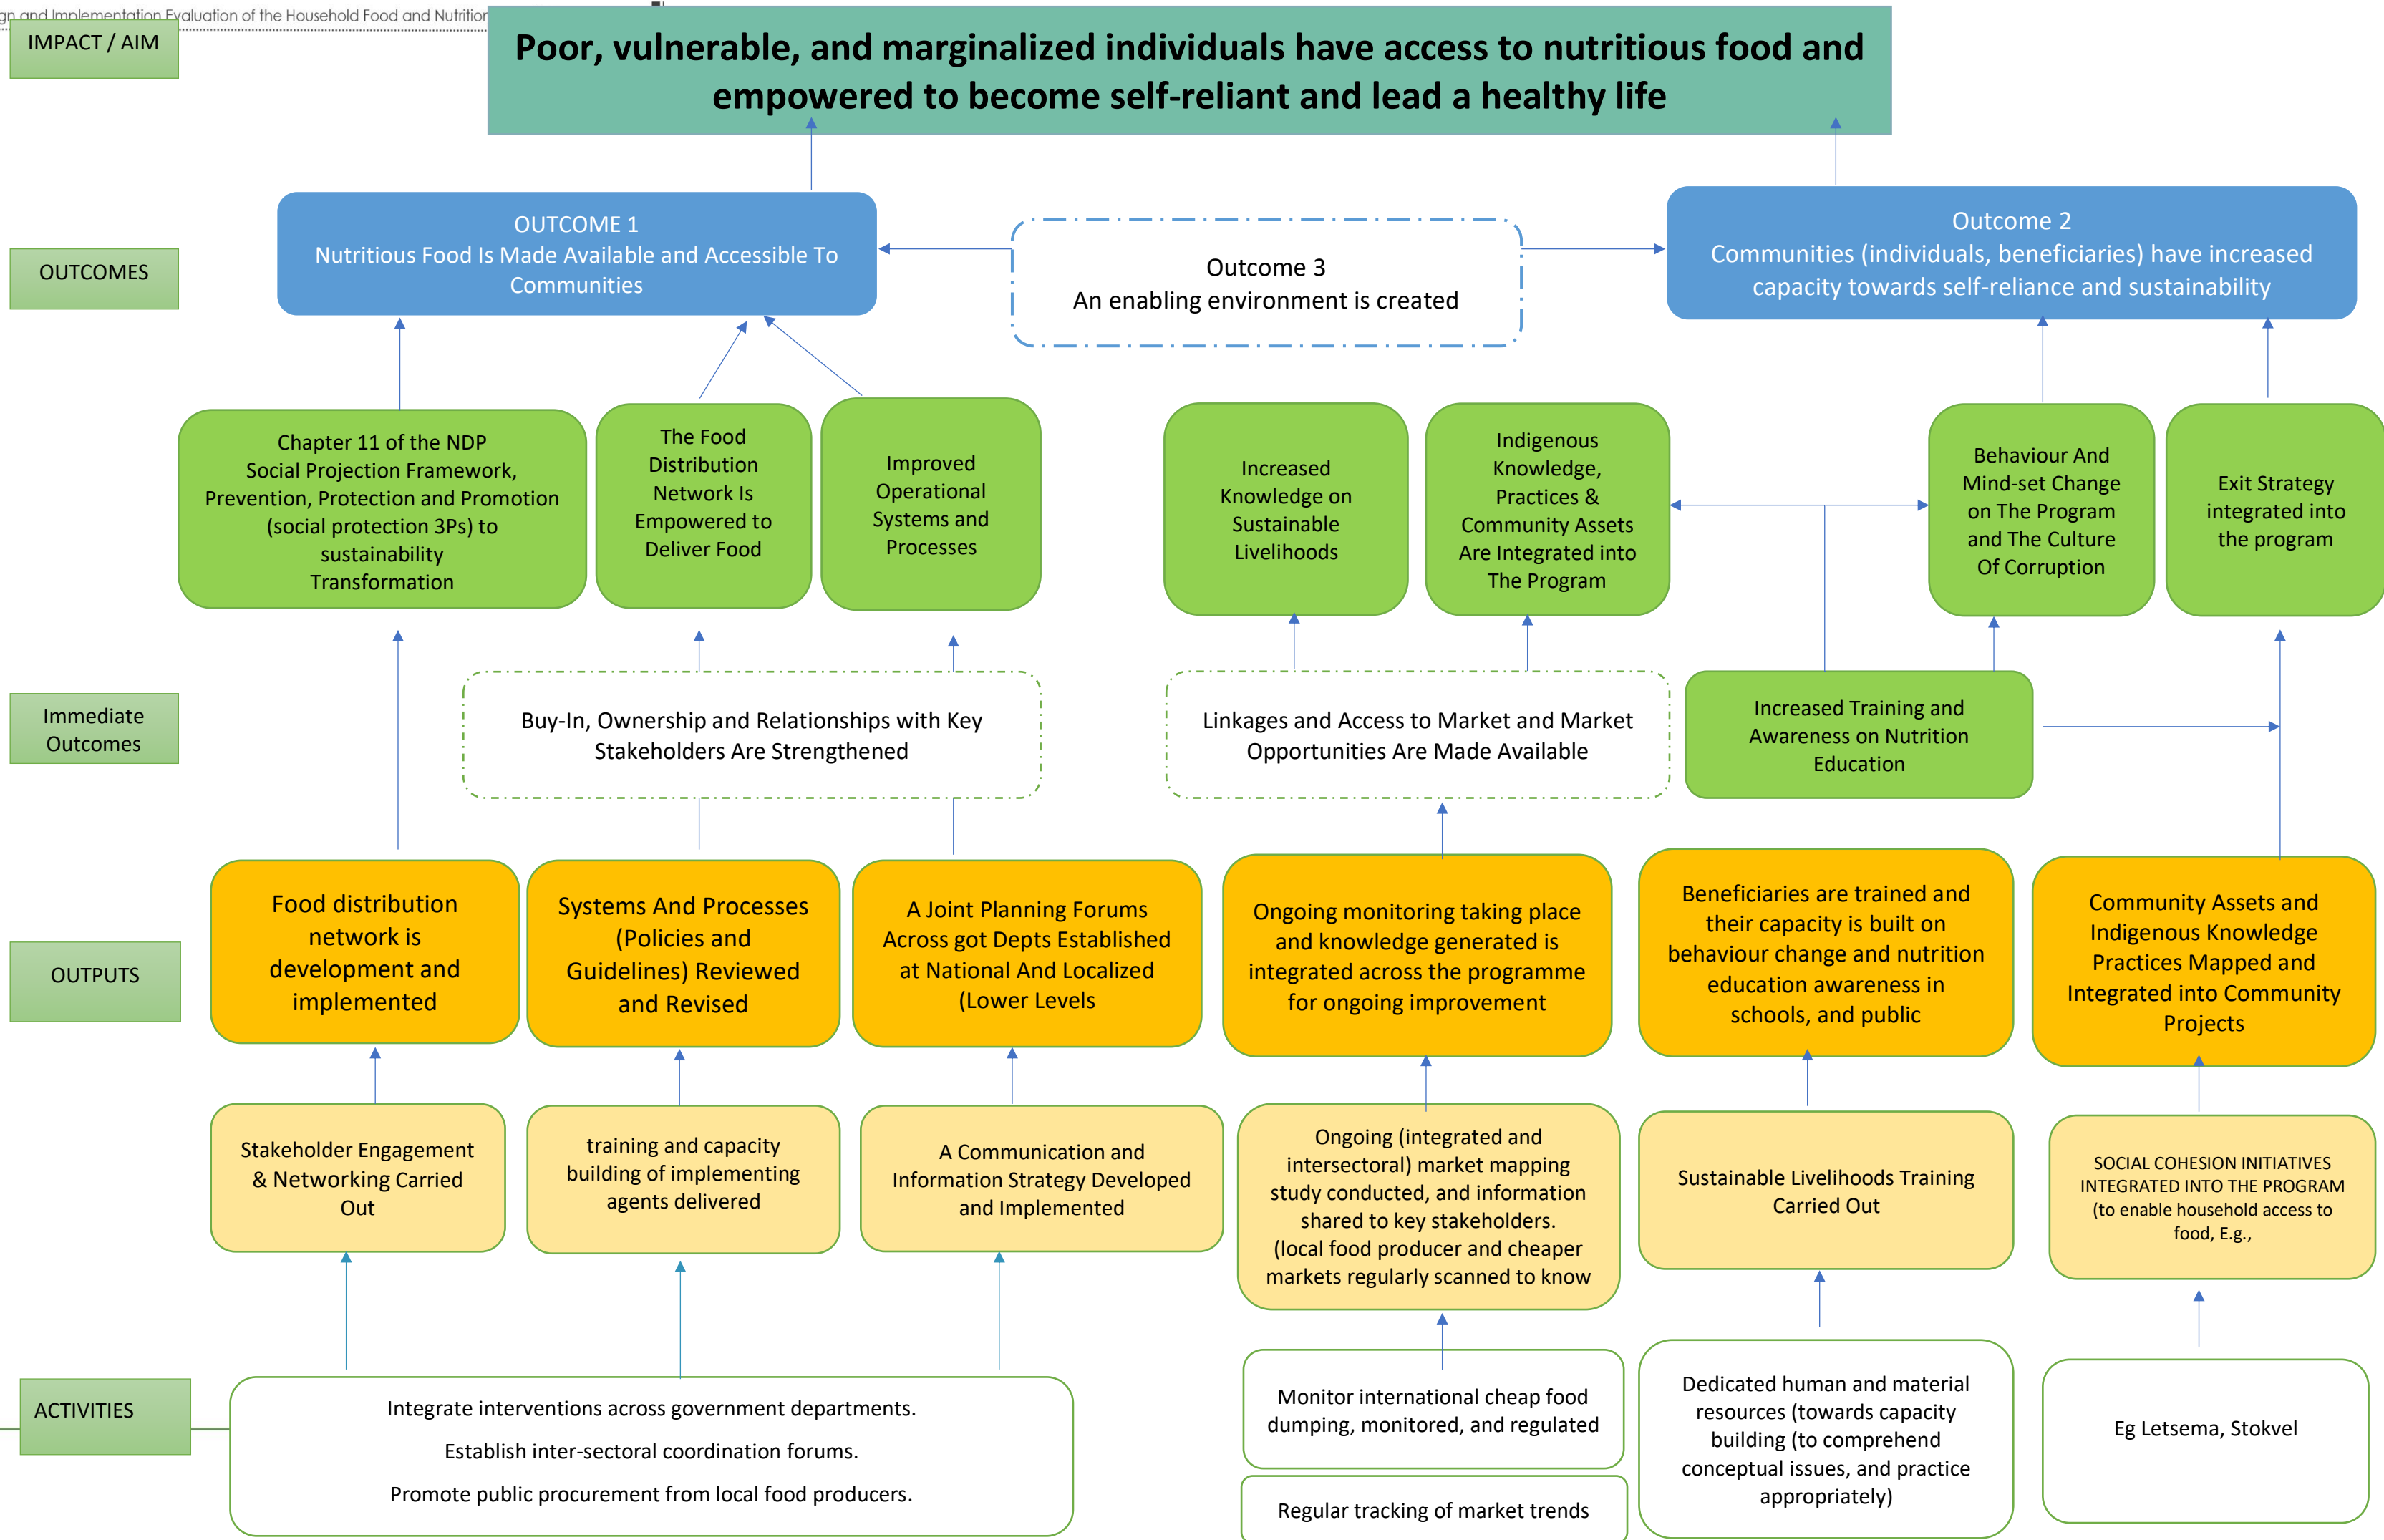 gn and Implementation Evaluation of the Household Food and Nutrition
IMPACT / AIM
Poor, vulnerable, and marginalized individuals have access to nutritious food and
empowered to become self-reliant and lead a healthy life
OUTCOMES
OUTCOME 1
Nutritious Food Is Made Available and Accessible To
Communities
Outcome 3
An enabling environment is created
Outcome 2
Communities (individuals, beneficiaries) have increased
capacity towards self-reliance and sustainability
Chapter 11 of the NDP
Social Projection Framework,
Prevention, Protection and Promotion
(social protection 3Ps) to
sustainability
Transformation
The Food
Distribution
Network Is
Empowered to
Deliver Food
Improved
Operational
Systems and
Processes
Increased
Knowledge on
Sustainable
Livelihoods
Indigenous
Knowledge,
Practices &
Community Assets
Are Integrated into
The Program
Behaviour And
Mind-set Change
on The Program
and The Culture
Of Corruption
Exit Strategy
integrated into
the program
Immediate
Outcomes
Buy-In, Ownership and Relationships with Key
Stakeholders Are Strengthened
Linkages and Access to Market and Market
Opportunities Are Made Available
Increased Training and
Awareness on Nutrition
Education
OUTPUTS
Food distribution
network is
development and
implemented
Systems And Processes
(Policies and
Guidelines) Reviewed
and Revised
A Joint Planning Forums
Across got Depts Established
at National And Localized
(Lower Levels
Ongoing monitoring taking place
and knowledge generated is
integrated across the programme
for ongoing improvement
Beneficiaries are trained and
their capacity is built on
behaviour change and nutrition
education awareness in
schools, and public
Community Assets and
Indigenous Knowledge
Practices Mapped and
Integrated into Community
Projects
Stakeholder Engagement
& Networking Carried
Out
training and capacity
building of implementing
agents delivered
A Communication and
Information Strategy Developed
and Implemented
Ongoing (integrated and
intersectoral) market mapping
study conducted, and information
shared to key stakeholders.
(local food producer and cheaper
markets regularly scanned to know
Sustainable Livelihoods Training
Carried Out
SOCIAL COHESION INITIATIVES
INTEGRATED INTO THE PROGRAM
(to enable household access to
food, E.g.,
ACTIVITIES
Integrate interventions across government departments.
Establish inter-sectoral coordination forums.
Promote public procurement from local food producers.
Monitor international cheap food
dumping, monitored, and regulated
Regular tracking of market trends
Dedicated human and material
resources (towards capacity
building (to comprehend
conceptual issues, and practice
appropriately)
Eg Letsema, Stokvel